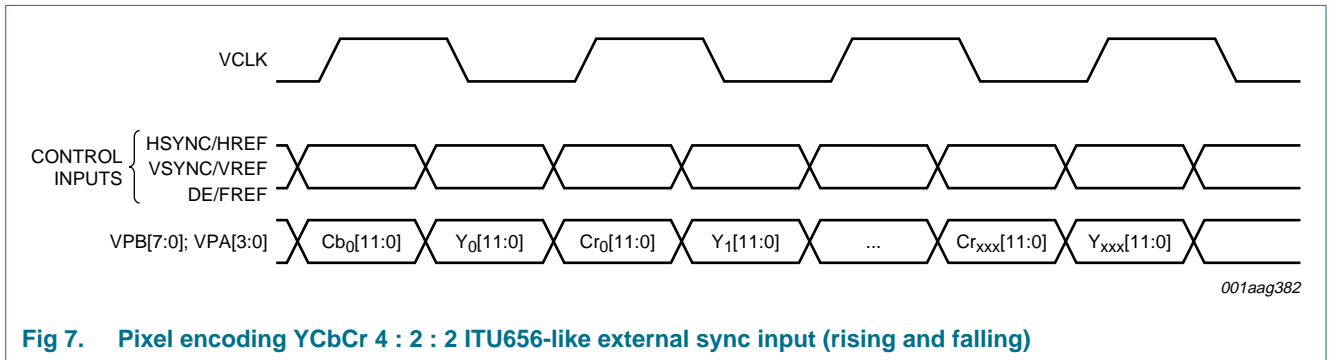 VCLK
CONTROL INPUTS
HSYNC/HREF
VSYNC/VREF
DE/FREF
VPB[7:0]; VPA[3:0] Cb0[11:0] Y0[11:0] Cr0[11:0] Y1[11:0] ... Crxxx[11:0] Yxxx[11:0]
001aag382
Fig 7. Pixel encoding YCbCr 4 : 2 : 2 ITU656-like external sync input (rising and falling)